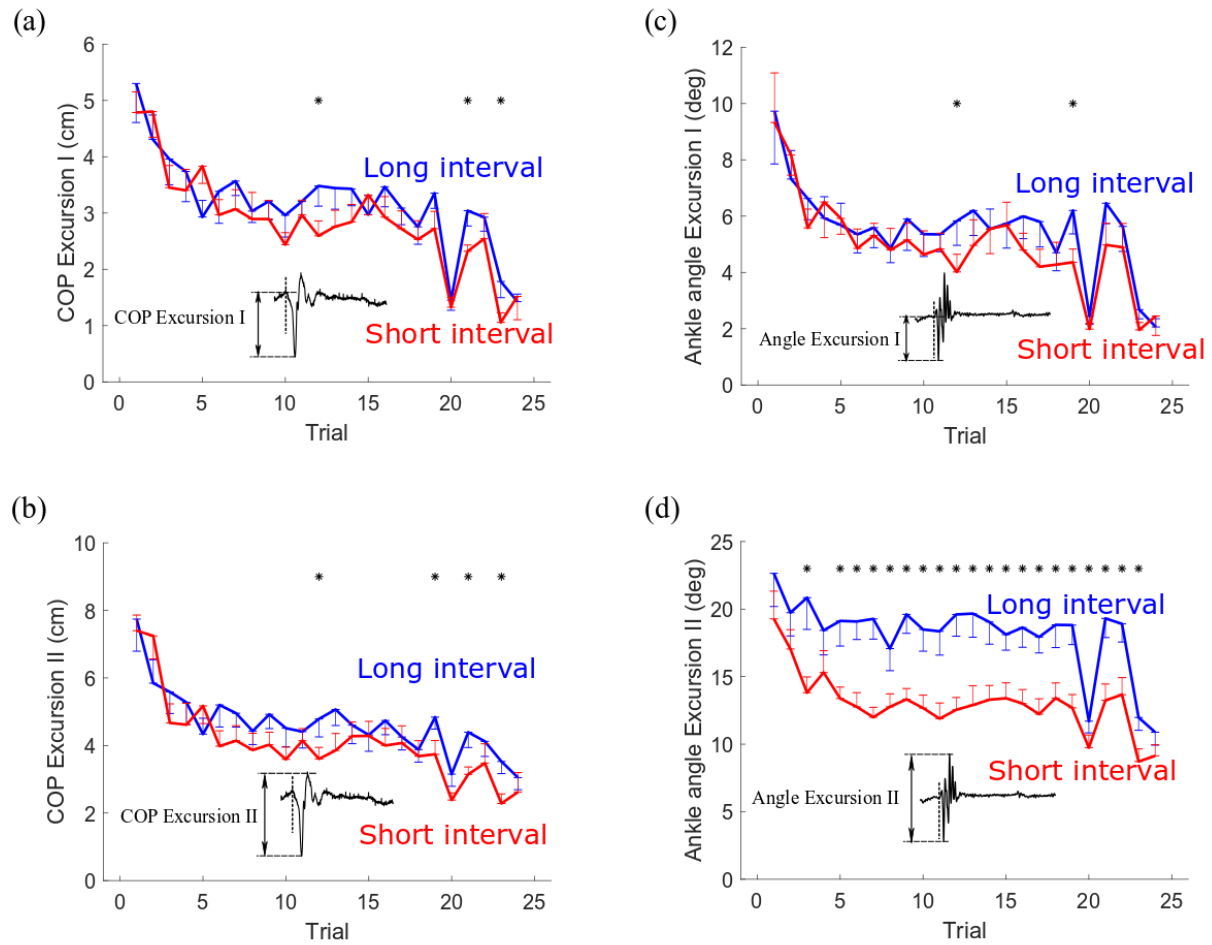 (a)
COP Excursion I (cm)
6
5
4
3
2
1
0
* * *
Long interval
Short interval
COP Excursion I
0 5 10 15 20 25
Trial
(c)
Ankle angle Excursion I (deg)
12
10
8
6
4
2
0
* *
Long interval
Short interval
Angle Excursion I
0 5 10 15 20 25
Trial
(b)
COP Excursion II (cm)
10
8
6
4
2
0
* * * *
Long interval
Short interval
COP Excursion II
0 5 10 15 20 25
Trial
(d)
Ankle angle Excursion II (deg)
25
20
15
10
5
0
* * * * * * * * * * * * * * * * * * * *
Long interval
Short interval
Angle Excursion II
0 5 10 15 20 25
Trial